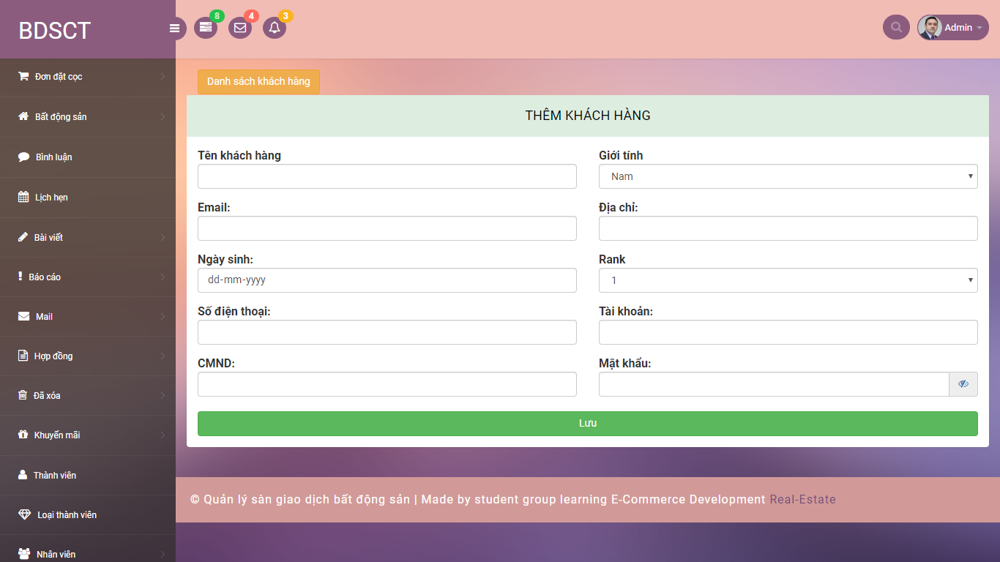 BDSCT
8
4
3
Admin
Đơn đặt cọc
Bất động sản
Bình luận
Lịch hẹn
Bài viết
Báo cáo
Mail
Hợp đồng
Đã xóa
Khuyến mãi
Thành viên
Loại thành viên
Nhân viên
Danh sách khách hàng
THÊM KHÁCH HÀNG
Tên khách hàng
Giới tính
Nam
Email:
Địa chỉ:
Ngày sinh:
dd-mm-yyyy
Rank
1
Số điện thoại:
Tài khoản:
CMND:
Mật khẩu:
Lưu
© Quản lý sàn giao dịch bất động sản | Made by student group learning E-Commerce Development Real-Estate